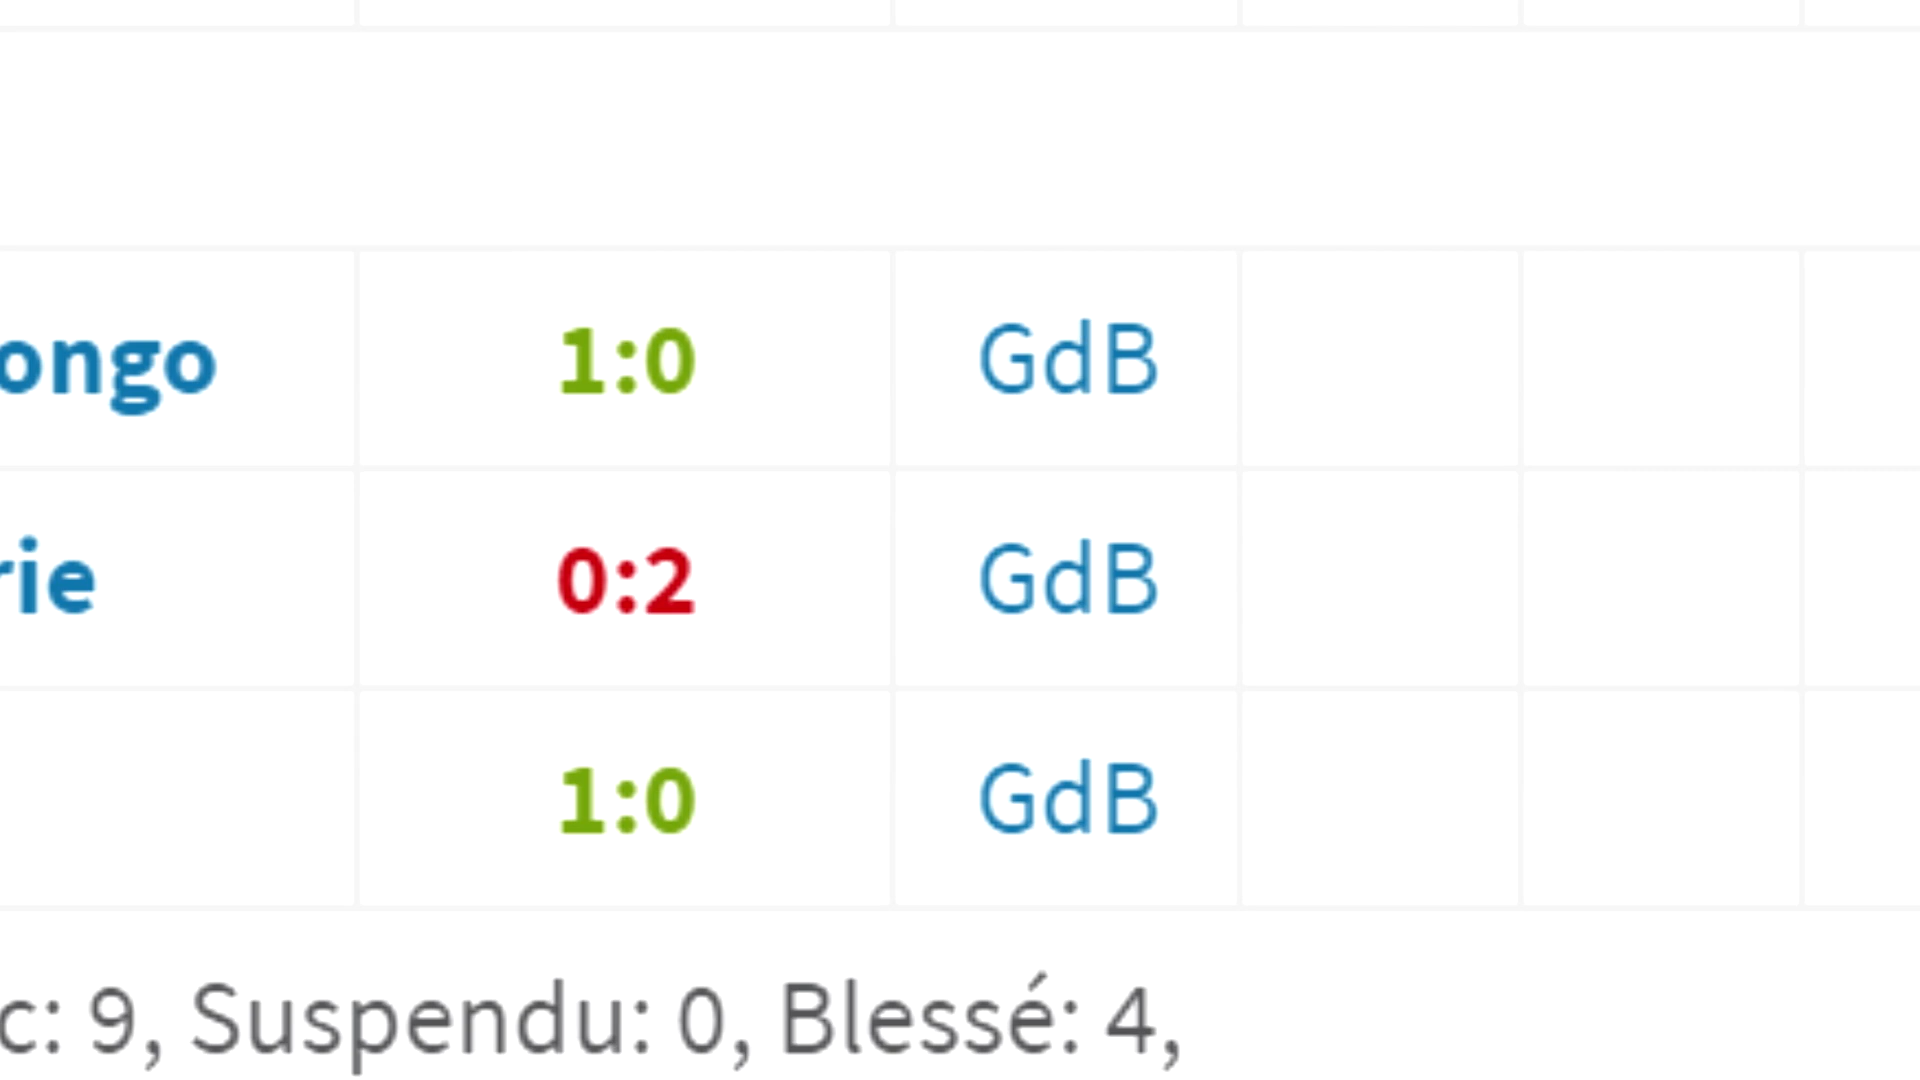 ongo 1:0 GdB
rie 0:2 GdB
1:0 GdB
c: 9, Suspendu: 0, Blessé: 4,